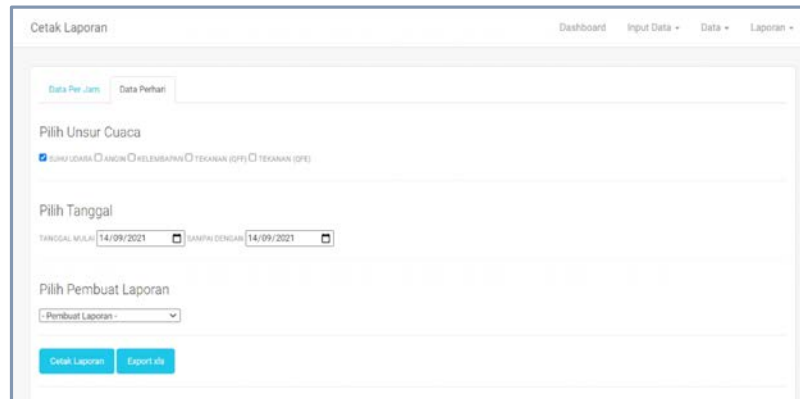 Cetak Laporan Dashboard Input Data Data Laporan
Data Per Jam Data Perhari
Pilih Unsur Cuaca
SUHU UDARA ANGIN KELEMBAPAN TEKANAN (QFF) TEKANAN (QFE)
Pilih Tanggal
TANGGAL MULAI 14/09/2021 SAMPAI DENGAN 14/09/2021
Pilih Pembuat Laporan
- Pembuat Laporan -
Cetak Laporan Export xls